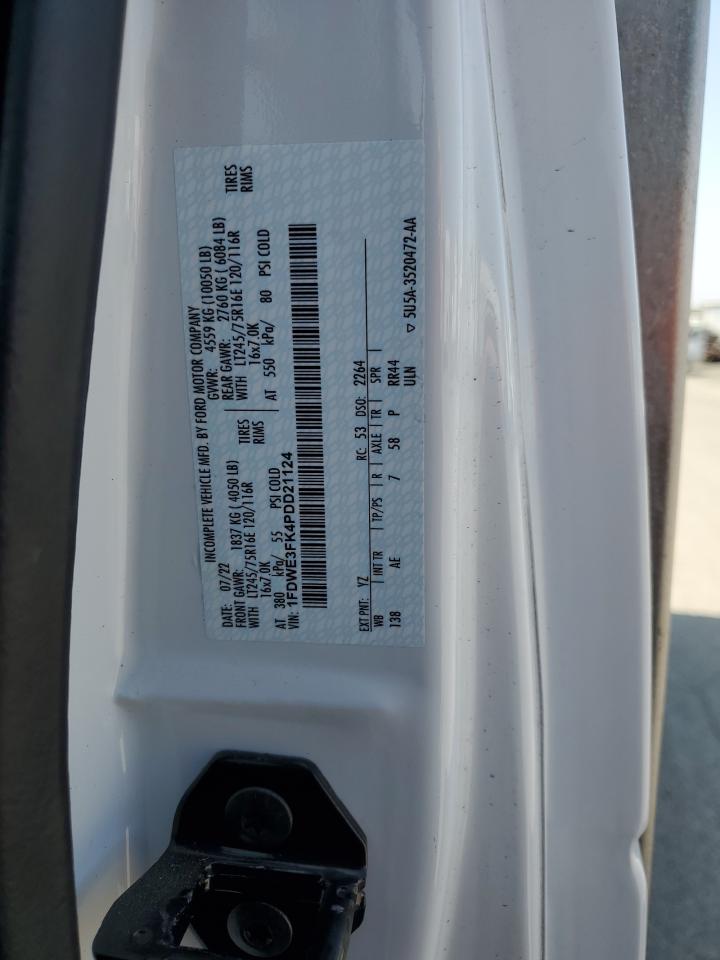 INCOMPLETE VEHICLE MFD. BY FORD MOTOR COMPANY
DATE: 07/22 GVWR: 4559 KG (10050 LB)
FRONT GAWR: 1837 KG (4050 LB) REAR GAWR: 2760 KG (6084 LB)
WITH LT245/75R16E 120/116R TIRES WITH LT245/75R16E 120/116R TIRES
16x7.0K RIMS 16x7.0K RIMS
AT 380 kPa/ 55 PSI COLD AT 550 kPa/ 80 PSI COLD
VIN: 1FDWE3FK4PDD21124
EXT PNT: YZ RC: 53 DSO: 2264
WB INT TR TP/PS R AXLE TR SPR
138 AE 7 58 P RR44
ULN ▽ 5U5A-3520472-AA